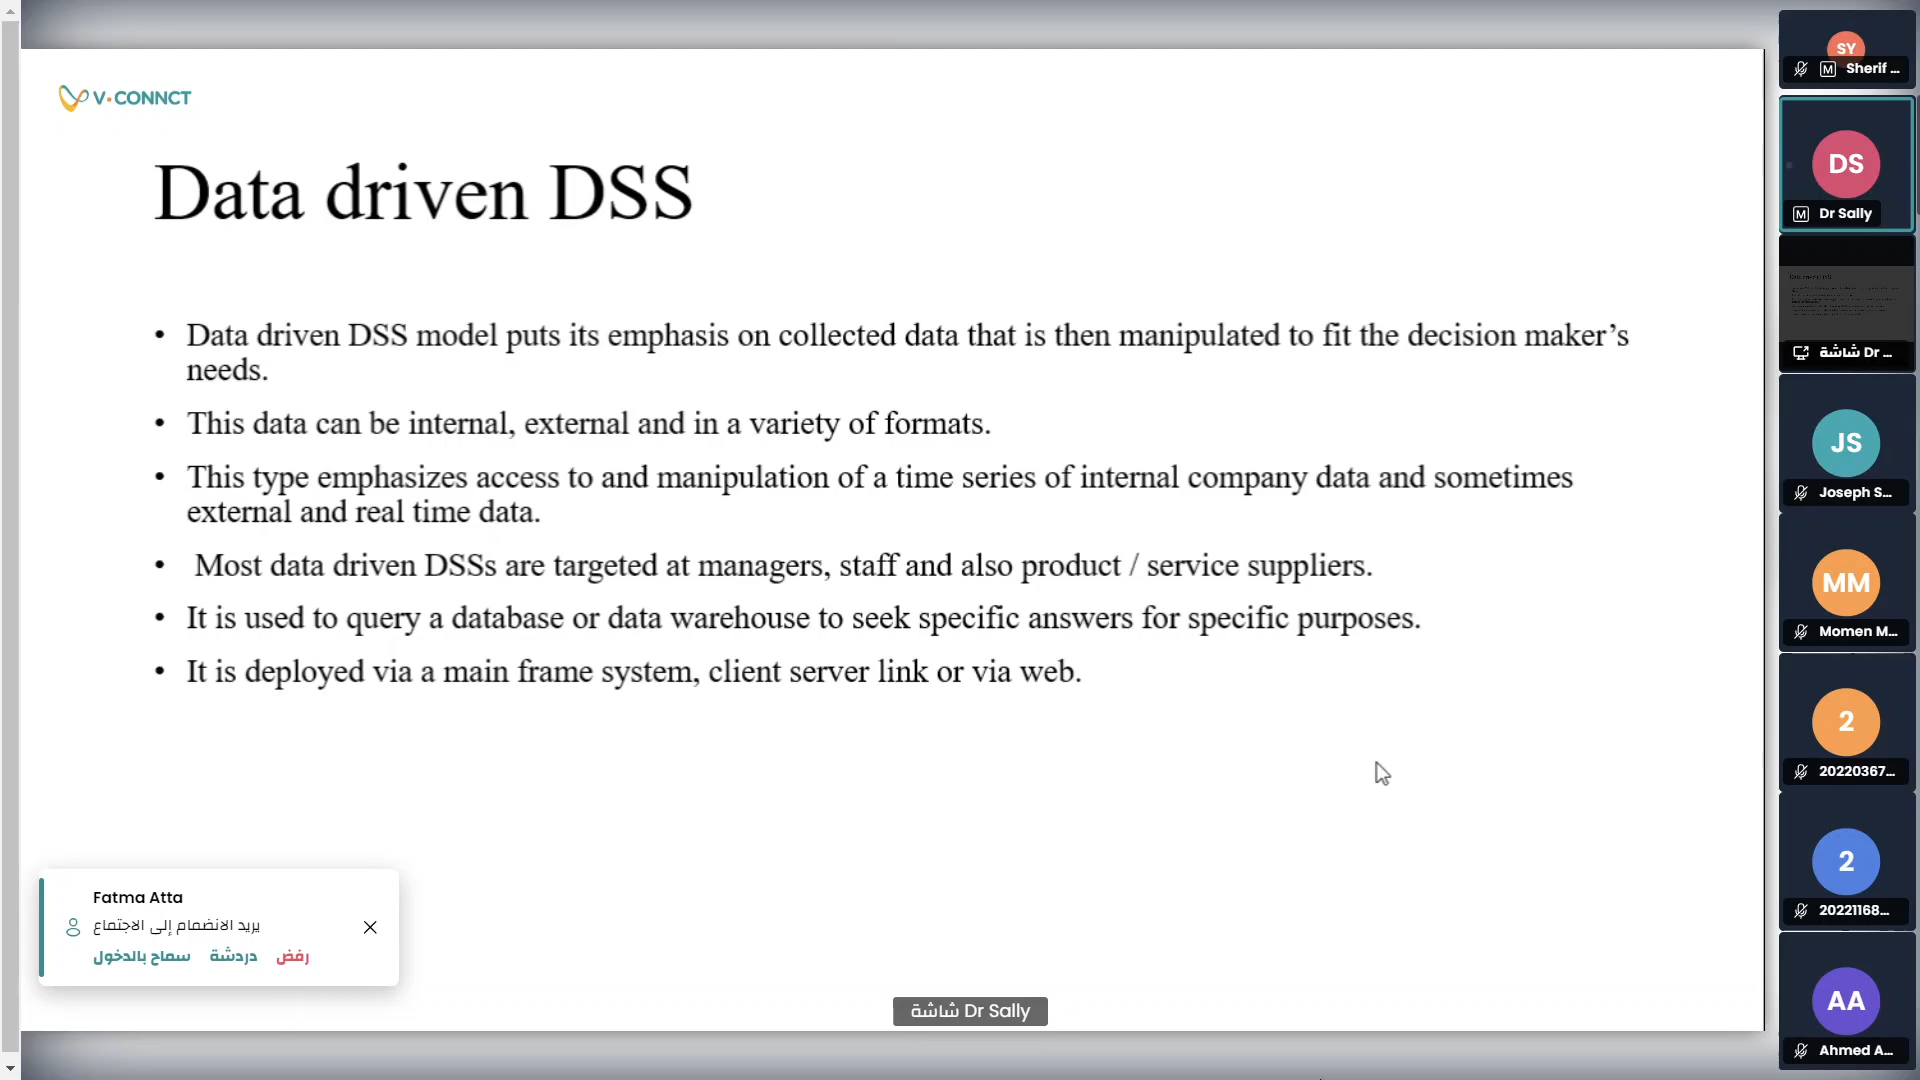 V·CONNCT
Data driven DSS
• Data driven DSS model puts its emphasis on collected data that is then manipulated to fit the decision maker’s
needs.
• This data can be internal, external and in a variety of formats.
• This type emphasizes access to and manipulation of a time series of internal company data and sometimes
external and real time data.
• Most data driven DSSs are targeted at managers, staff and also product / service suppliers.
• It is used to query a database or data warehouse to seek specific answers for specific purposes.
• It is deployed via a main frame system, client server link or via web.
Fatma Atta
يريد الانضمام إلى الاجتماع
سماح بالدخول دردشة رفض
شاشة Dr Sally
SY
M Sherif ...
DS
M Dr Sally
شاشة Dr ...
JS
Joseph S...
MM
Momen M...
2
20220367...
2
20221168...
AA
Ahmed A...